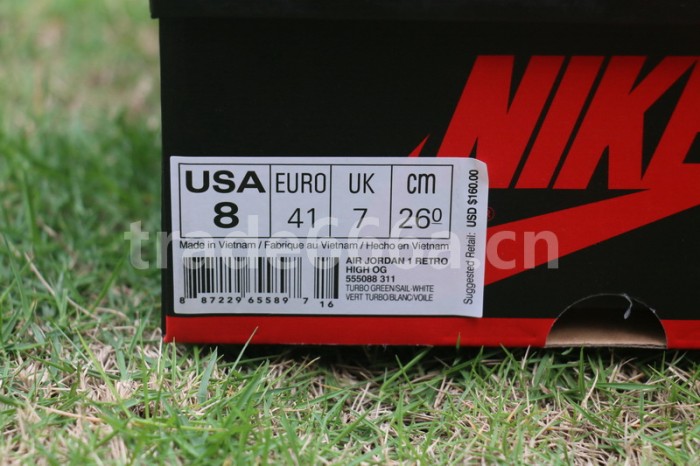 NIKE
USA EURO UK cm
8 41 7 26º
Made in Vietnam / Fabrique au Vietnam / Hecho en Vietnam
AIR JORDAN 1 RETRO
HIGH OG
555088 311
TURBO GREEN/SAIL-WHITE
VERT TURBO/BLANC/VOILE
8 87229 65589 7 16
Suggested Retail: USD $160.00